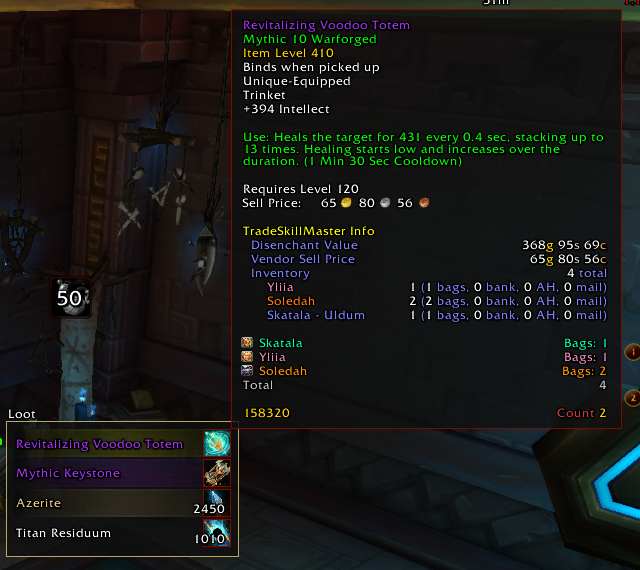 51m
Revitalizing Voodoo Totem
Mythic 10 Warforged
Item Level 410
Binds when picked up
Unique-Equipped
Trinket
+394 Intellect
Use: Heals the target for 431 every 0.4 sec, stacking up to
13 times. Healing starts low and increases over the
duration. (1 Min 30 Sec Cooldown)
Requires Level 120
Sell Price: 65 80 56
TradeSkillMaster Info
Disenchant Value 368g 95s 69c
Vendor Sell Price 65g 80s 56c
Inventory 4 total
Yliia 1 (1 bags, 0 bank, 0 AH, 0 mail)
Soledah 2 (2 bags, 0 bank, 0 AH, 0 mail)
Skatala - Uldum 1 (1 bags, 0 bank, 0 AH, 0 mail)
Skatala Bags: 1
Yliia Bags: 1
Soledah Bags: 2
Total 4
158320 Count 2
50
1
2
Loot
Revitalizing Voodoo Totem
Mythic Keystone
Azerite 2450
Titan Residuum 1010